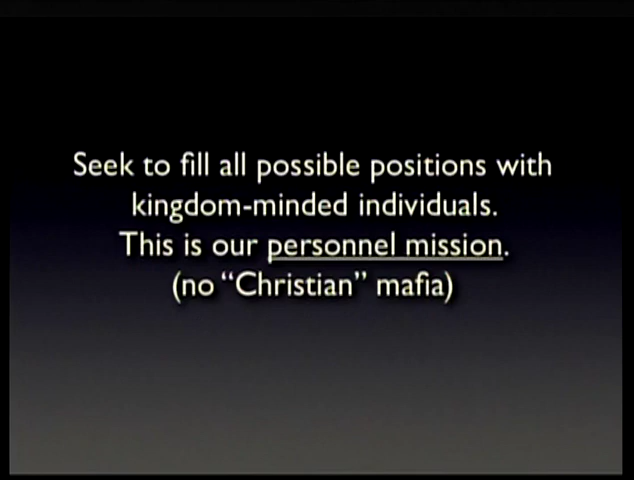 Seek to fill all possible positions with
kingdom-minded individuals.
This is our personnel mission.
(no “Christian” mafia)